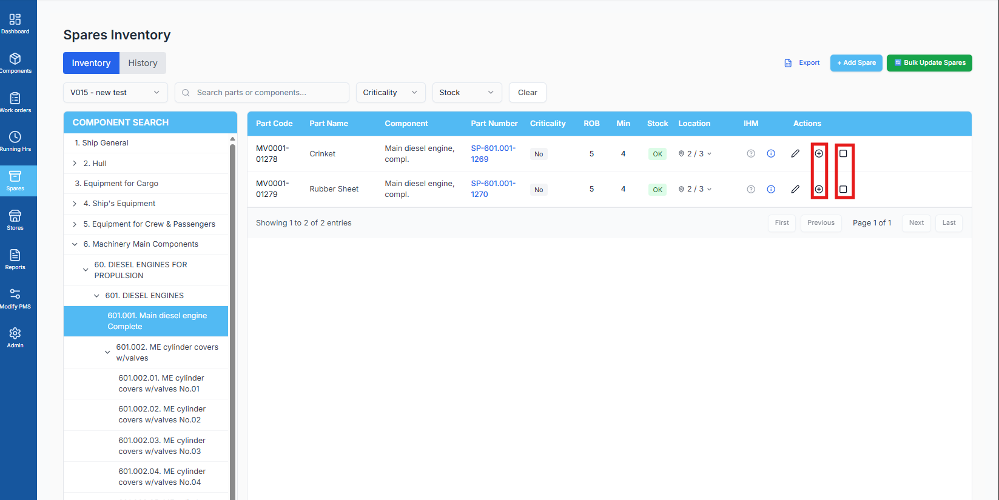 Dashboard
Components
Work orders
Running Hrs
Spares
Stores
Reports
Modify PMS
Admin
Spares Inventory
Inventory
History
Export
+ Add Spare
Bulk Update Spares
V015 - new test
Search parts or components...
Criticality
Stock
Clear
COMPONENT SEARCH
1. Ship General
2. Hull
3. Equipment for Cargo
4. Ship's Equipment
5. Equipment for Crew & Passengers
6. Machinery Main Components
60. DIESEL ENGINES FOR
PROPULSION
601. DIESEL ENGINES
601.001. Main diesel engine
Complete
601.002. ME cylinder covers
w/valves
601.002.01. ME cylinder
covers w/valves No.01
601.002.02. ME cylinder
covers w/valves No.02
601.002.03. ME cylinder
covers w/valves No.03
601.002.04. ME cylinder
covers w/valves No.04
Part Code Part Name Component Part Number Criticality ROB Min Stock Location IHM Actions
MV0001-
01278
Crinket
Main diesel engine,
compl.
SP-601.001-
1269
No
5
4
OK
2 / 3
MV0001-
01279
Rubber Sheet
Main diesel engine,
compl.
SP-601.001-
1270
No
5
4
OK
2 / 3
Showing 1 to 2 of 2 entries
First
Previous
Page 1 of 1
Next
Last